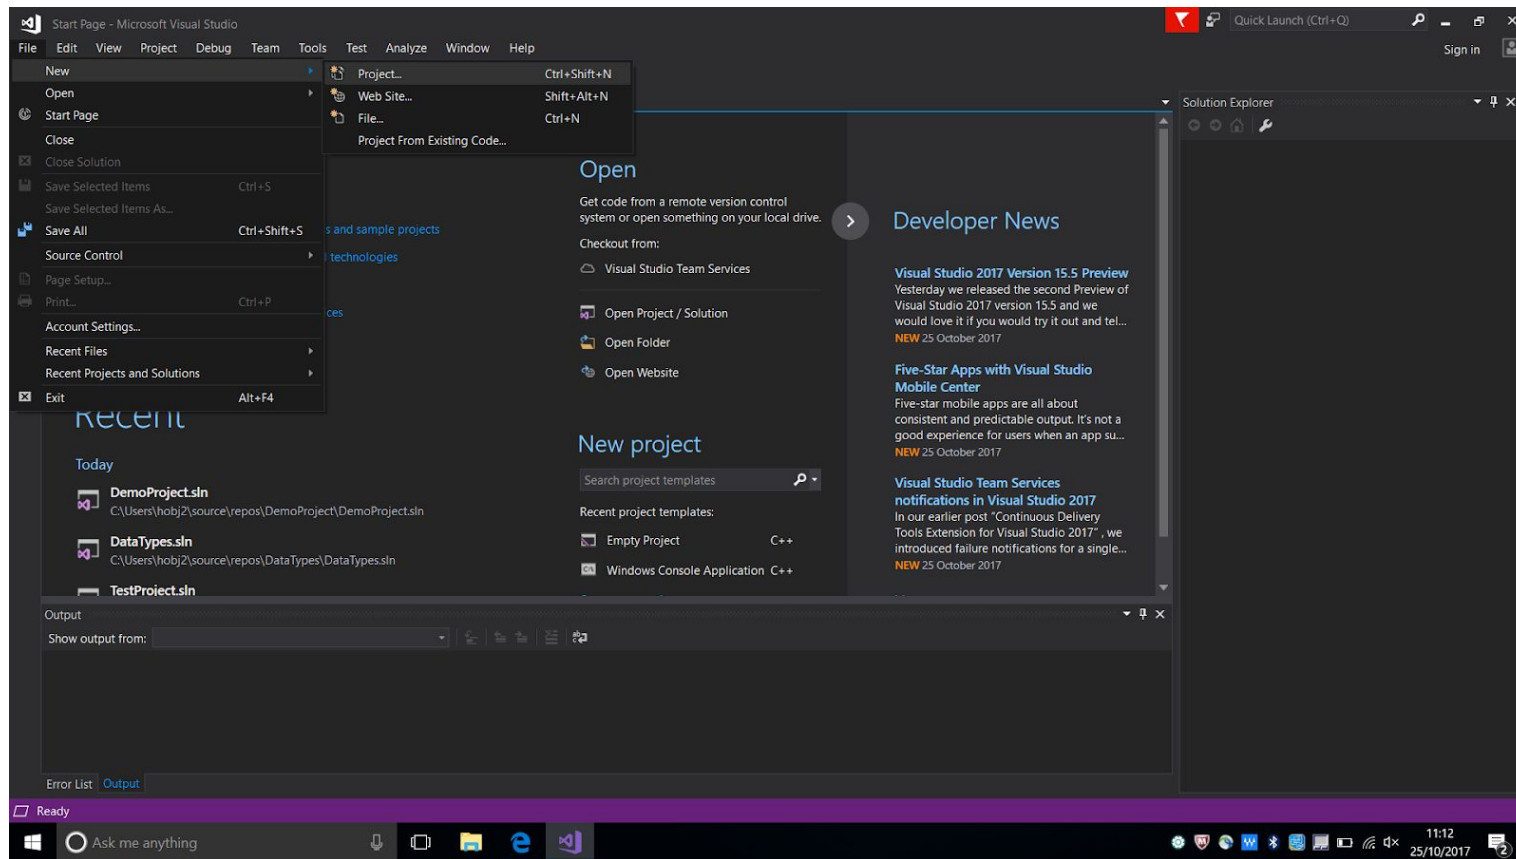 Start Page - Microsoft Visual Studio
Quick Launch (Ctrl+Q)
File Edit View Project Debug Team Tools Test Analyze Window Help
Sign in
New
Open
Start Page
Close
Close Solution
Save Selected Items Ctrl+S
Save Selected Items As...
Save All Ctrl+Shift+S
Source Control
Page Setup...
Print... Ctrl+P
Account Settings...
Recent Files
Recent Projects and Solutions
Exit Alt+F4
Project... Ctrl+Shift+N
Web Site... Shift+Alt+N
File... Ctrl+N
Project From Existing Code...
and sample projects
technologies
Recent
Today
DemoProject.sln
C:\Users\hobj2\source\repos\DemoProject\DemoProject.sln
DataTypes.sln
C:\Users\hobj2\source\repos\DataTypes\DataTypes.sln
TestProject.sln
Open
Get code from a remote version control
system or open something on your local drive.
Checkout from:
Visual Studio Team Services
Open Project / Solution
Open Folder
Open Website
New project
Search project templates
Recent project templates:
Empty Project C++
Windows Console Application C++
Developer News
Visual Studio 2017 Version 15.5 Preview
Yesterday we released the second Preview of
Visual Studio 2017 version 15.5 and we
would love it if you would try it out and tel...
NEW 25 October 2017
Five-Star Apps with Visual Studio
Mobile Center
Five-star mobile apps are all about
consistent and predictable output. It's not a
good experience for users when an app su...
NEW 25 October 2017
Visual Studio Team Services
notifications in Visual Studio 2017
In our earlier post "Continuous Delivery
Tools Extension for Visual Studio 2017" , we
introduced failure notifications for a single...
NEW 25 October 2017
Solution Explorer
Output
Show output from:
Error List Output
Ready
Ask me anything
11:12
25/10/2017
2